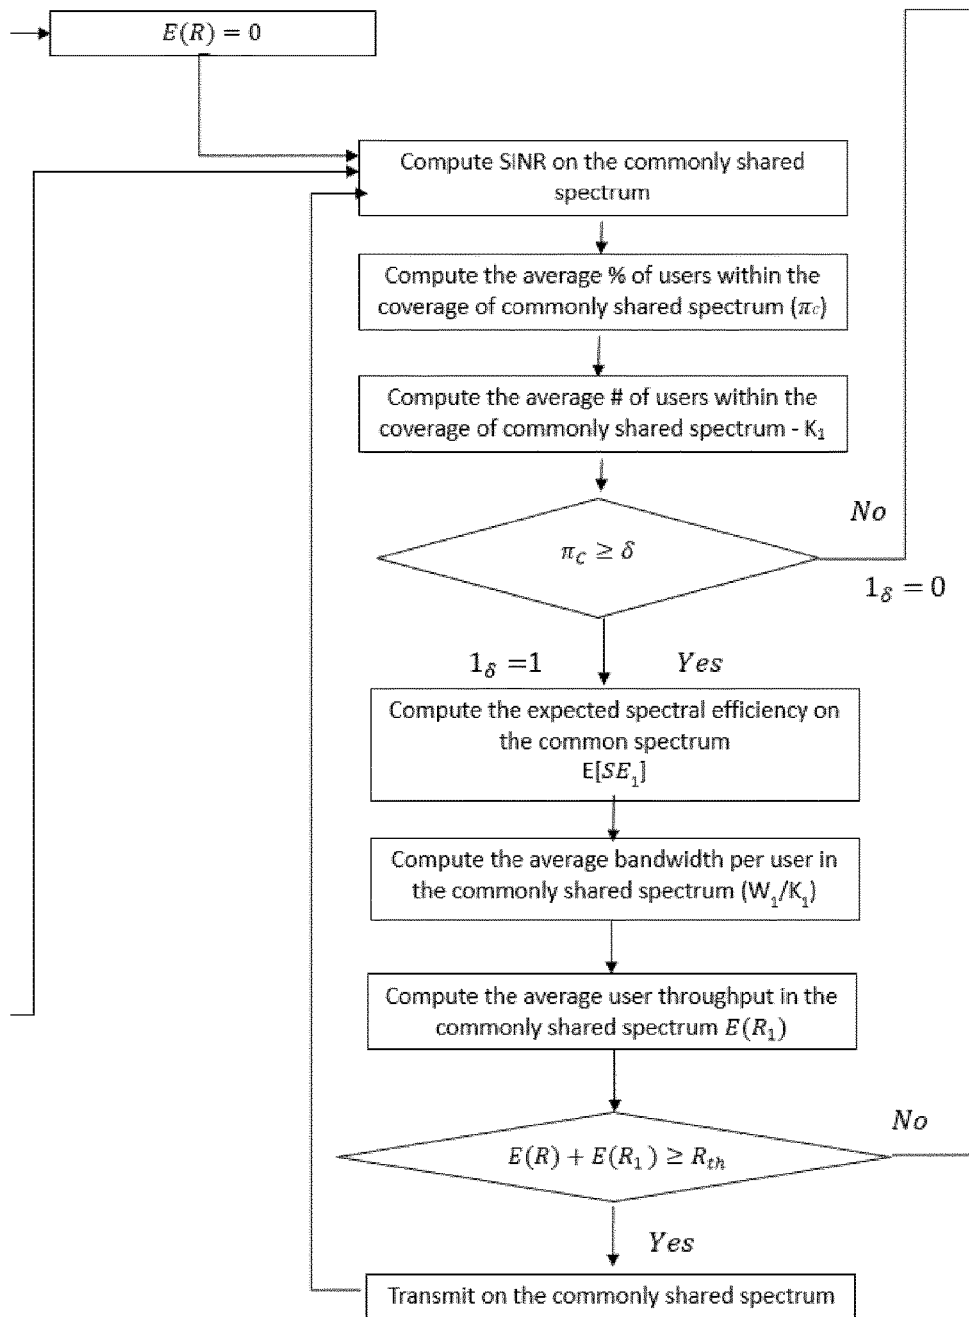 E(R) = 0
Compute SINR on the commonly shared
spectrum
Compute the average % of users within the
coverage of commonly shared spectrum (πc)
Compute the average # of users within the
coverage of commonly shared spectrum - K₁
No
π_C ≥ δ
1_δ = 0
1_δ =1 Yes
Compute the expected spectral efficiency on
the common spectrum
E[SE₁]
Compute the average bandwidth per user in
the commonly shared spectrum (W₁/K₁)
Compute the average user throughput in the
commonly shared spectrum E(R₁)
No
E(R) + E(R₁) ≥ R_th
Yes
Transmit on the commonly shared spectrum